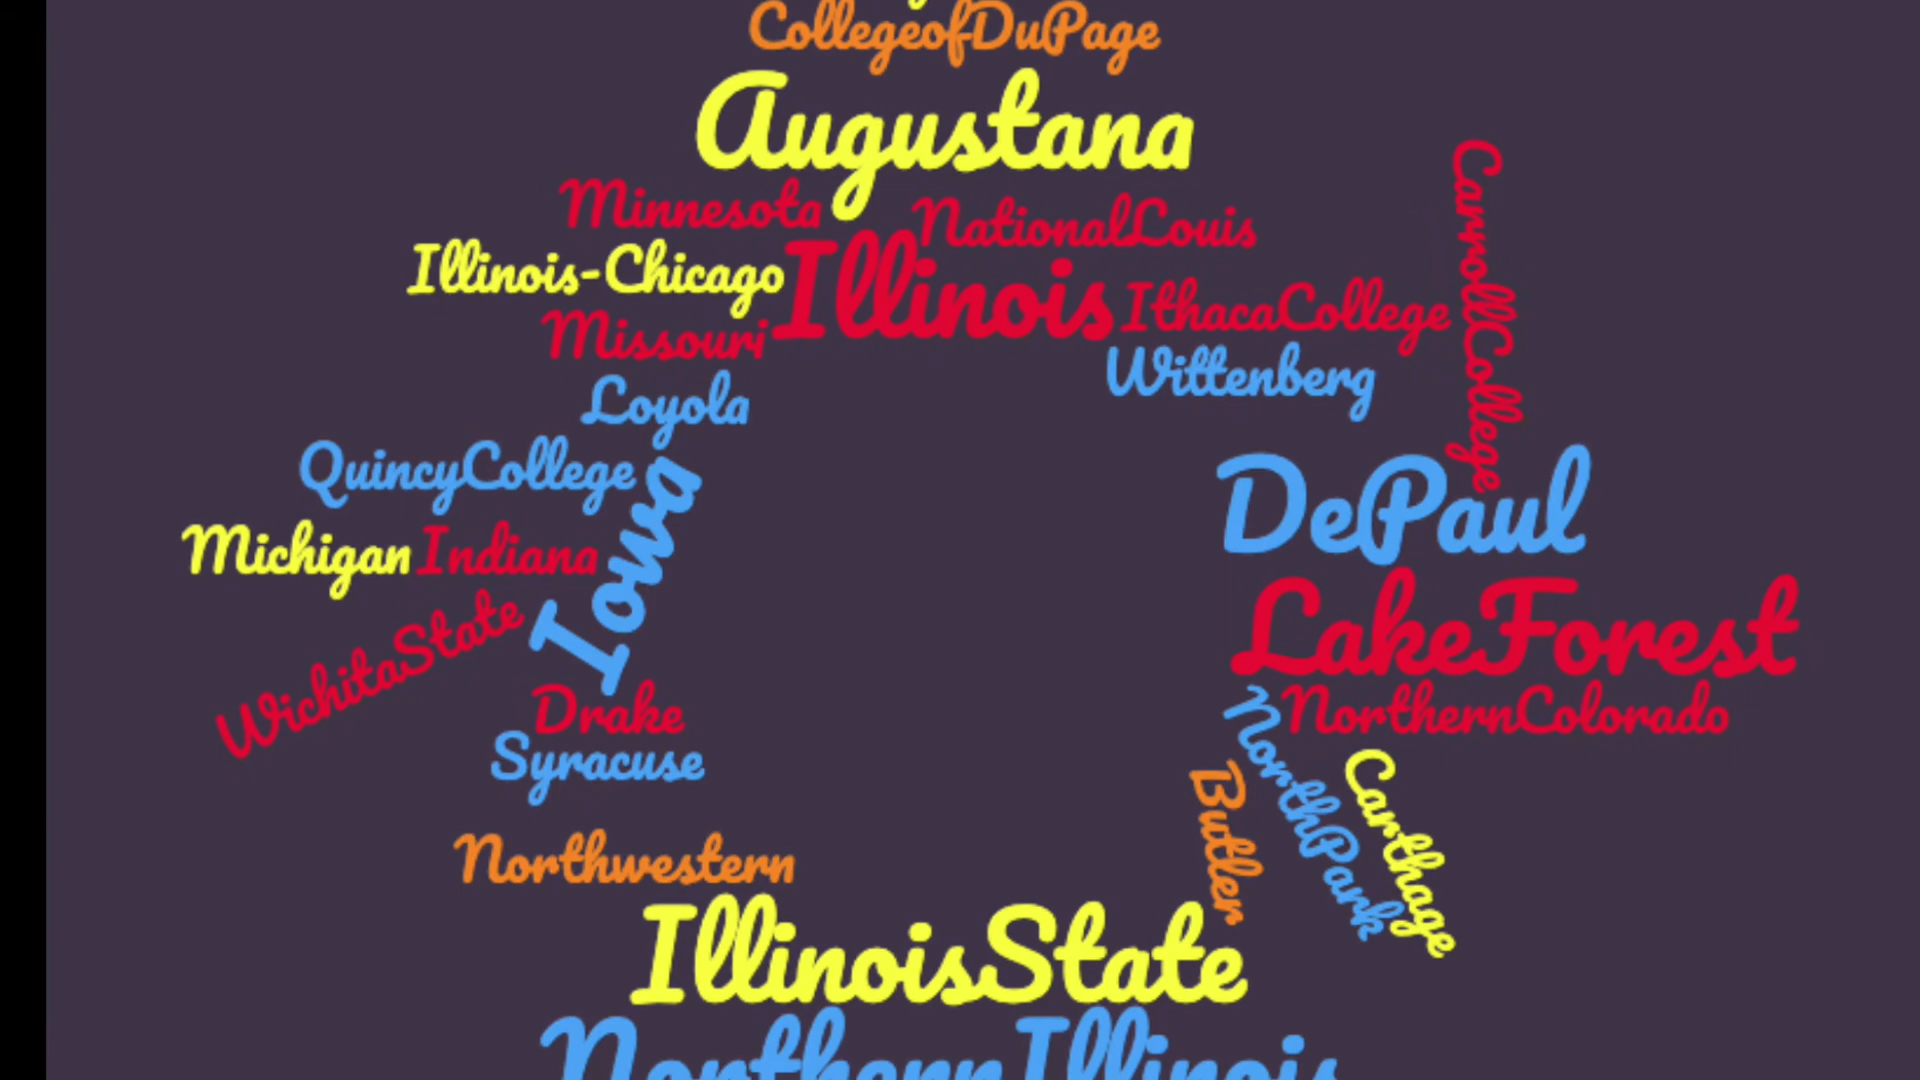 CollegeofDuPage
Augustana
Minnesota
NationalLouis
Illinois-Chicago
Illinois
IthacaCollege
CarrollCollege
Missouri
Wittenberg
Loyola
QuincyCollege
Iowa
DePaul
Michigan
Indiana
LakeForest
WichitaState
Drake
NorthernColorado
Syracuse
NorthPark
Butler
Carthage
Northwestern
IllinoisState
NorthernIllinois